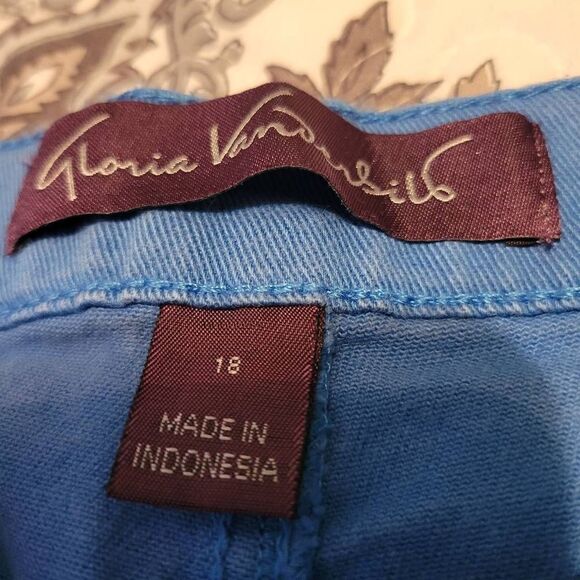 Gloria Vanderbilt
18
MADE IN
INDONESIA